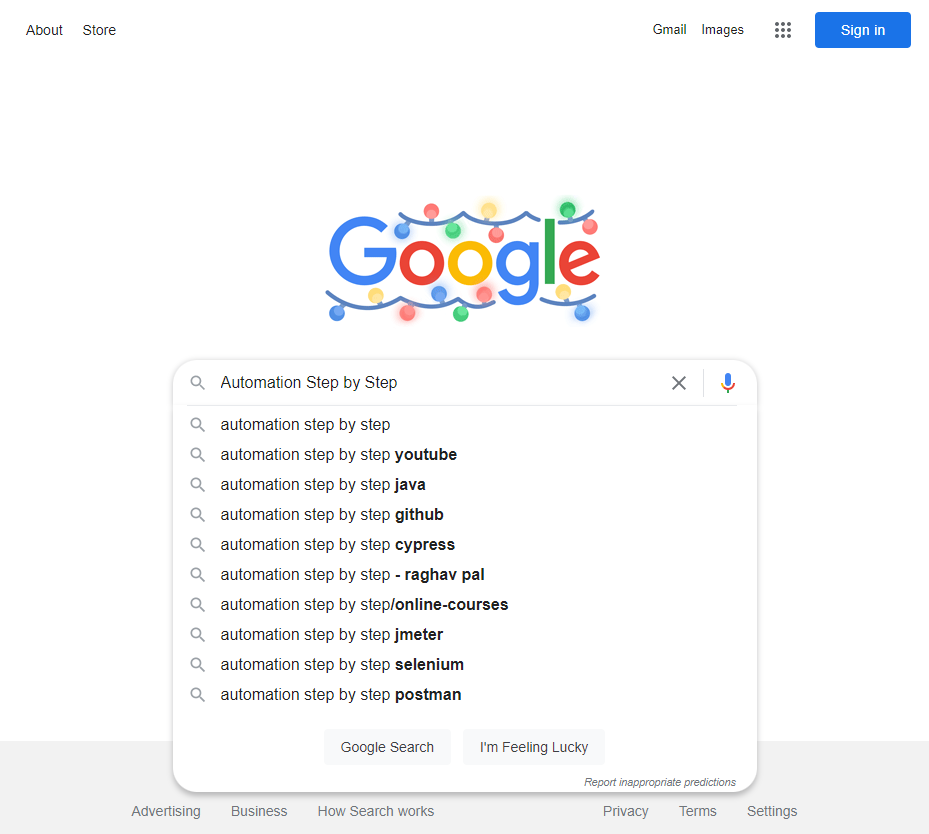 About Store Gmail Images Sign in
Google
Automation Step by Step
automation step by step
automation step by step youtube
automation step by step java
automation step by step github
automation step by step cypress
automation step by step - raghav pal
automation step by step/online-courses
automation step by step jmeter
automation step by step selenium
automation step by step postman
Google Search I'm Feeling Lucky
Report inappropriate predictions
Advertising Business How Search works Privacy Terms Settings